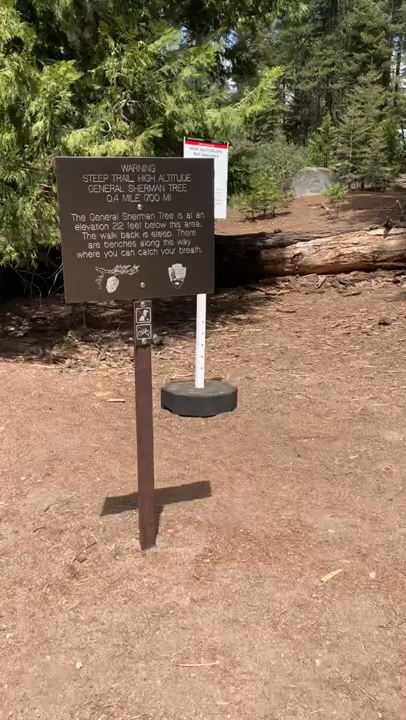 WARNING
STEEP TRAIL, HIGH ALTITUDE
GENERAL SHERMAN TREE
0.4 MILE (700 M)
The General Sherman Tree is at an
elevation 212 feet below this area.
The walk back is steep. There
are benches along the way
where you can catch your breath.